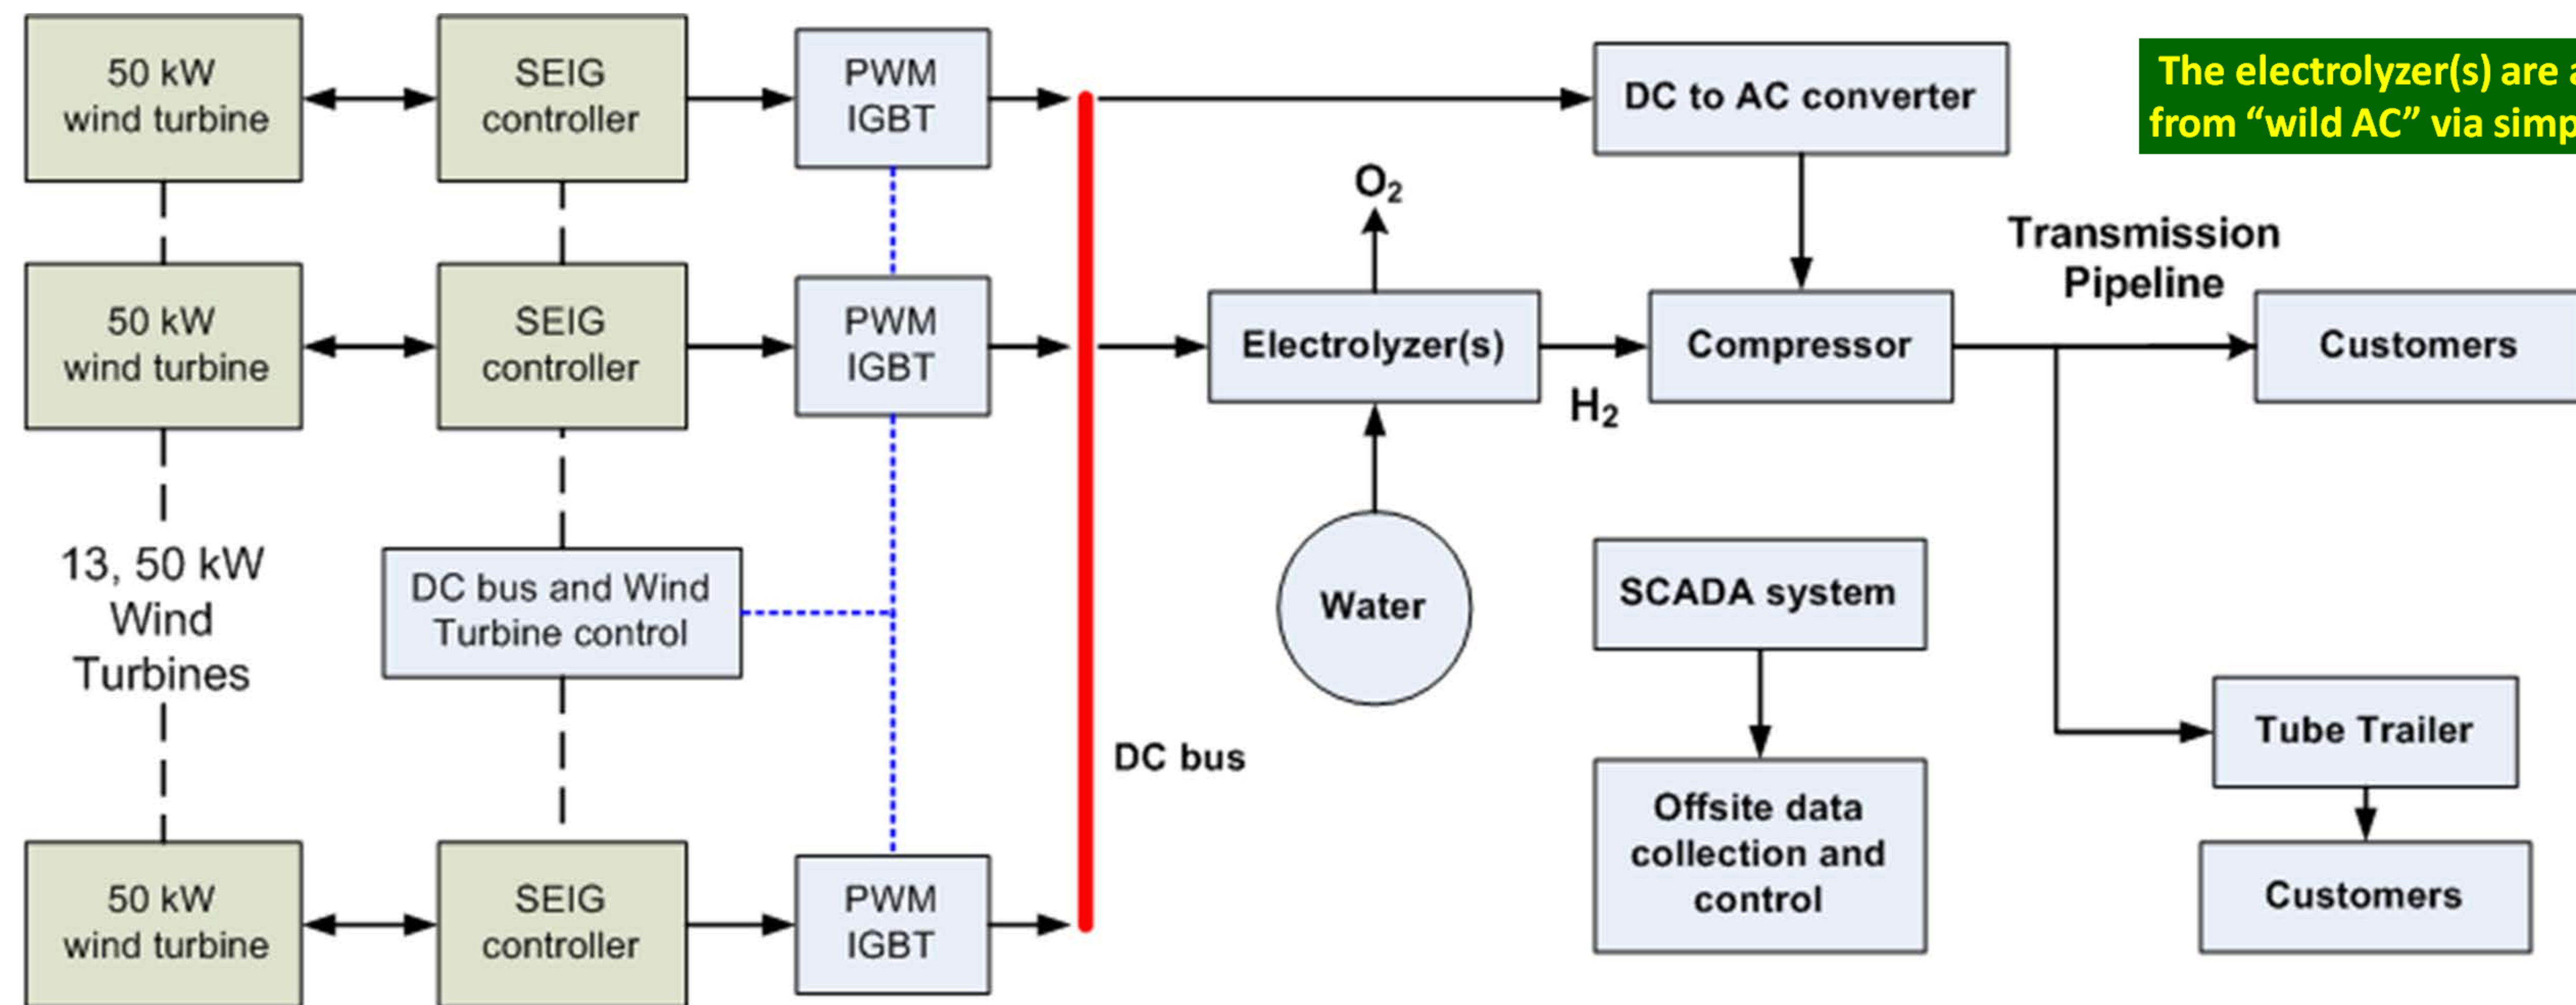 50 kW
wind turbine
SEIG
controller
PWM
IGBT
DC to AC converter
The electrolyzer(s) are
from “wild AC” via
O₂
Transmission
Pipeline
50 kW
wind turbine
SEIG
controller
PWM
IGBT
Electrolyzer(s)
H₂
Compressor
Customers
13, 50 kW
Wind
Turbines
DC bus and Wind
Turbine control
Water
SCADA system
DC bus
Tube Trailer
Offsite data
collection and
control
50 kW
wind turbine
SEIG
controller
PWM
IGBT
Customers